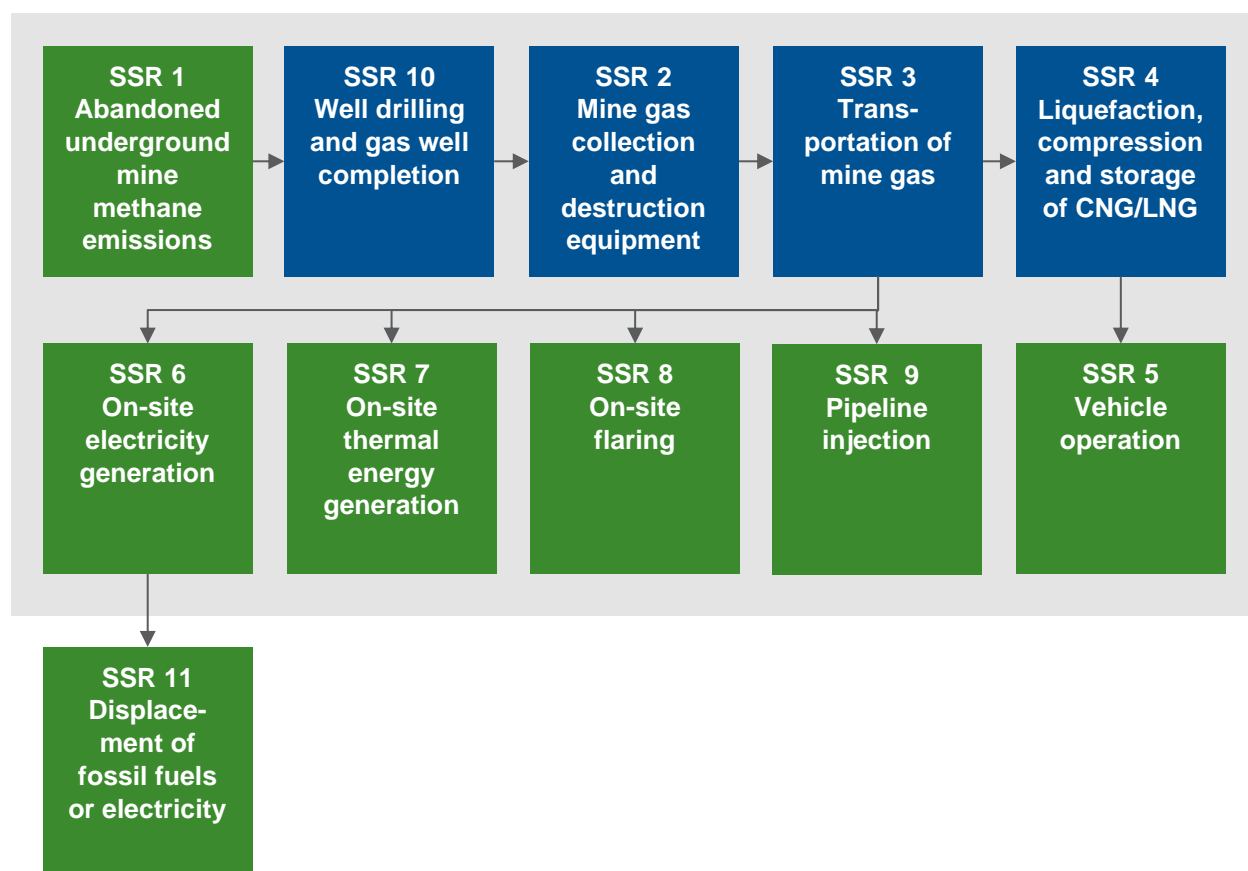 SSR 1
Abandoned
underground
mine
methane
emissions
SSR 10
Well drilling
and gas well
completion
SSR 2
Mine gas
collection
and
destruction
equipment
SSR 3
Trans-
portation of
mine gas
SSR 4
Liquefaction,
compression
and storage
of CNG/LNG
SSR 6
On-site
electricity
generation
SSR 7
On-site
thermal
energy
generation
SSR 8
On-site
flaring
SSR 9
Pipeline
injection
SSR 5
Vehicle
operation
SSR 11
Displace-
ment of
fossil fuels
or electricity